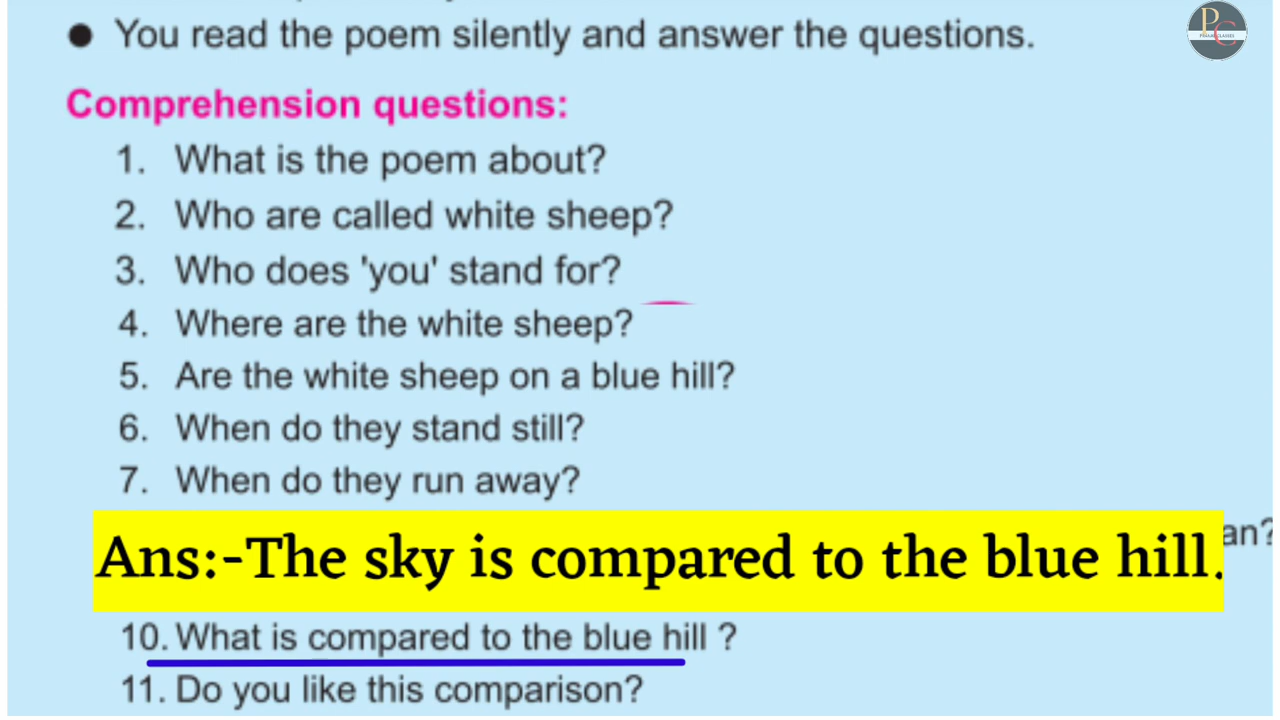 ● You read the poem silently and answer the questions.
PC
Comprehension questions:
1. What is the poem about?
2. Who are called white sheep?
3. Who does 'you' stand for?
4. Where are the white sheep?
5. Are the white sheep on a blue hill?
6. When do they stand still?
7. When do they run away?
Ans:-The sky is compared to the blue hill.
10. What is compared to the blue hill ?
11. Do you like this comparison?